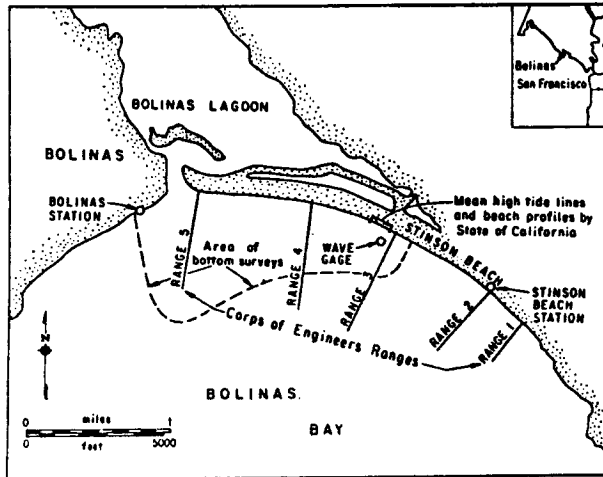 Bolinas
San Francisco
BOLINAS LAGOON
BOLINAS
BOLINAS
STATION
Mean high tide lines
and beach profiles by
State of California
WAVE
GAGE
STINSON BEACH
STINSON
BEACH
STATION
Area of
bottom surveys
RANGE 5
RANGE 4
RANGE 3
RANGE 2
RANGE 1
Corps of Engineers Ranges
N
BOLINAS
BAY
miles
0 1
0 5000
feet